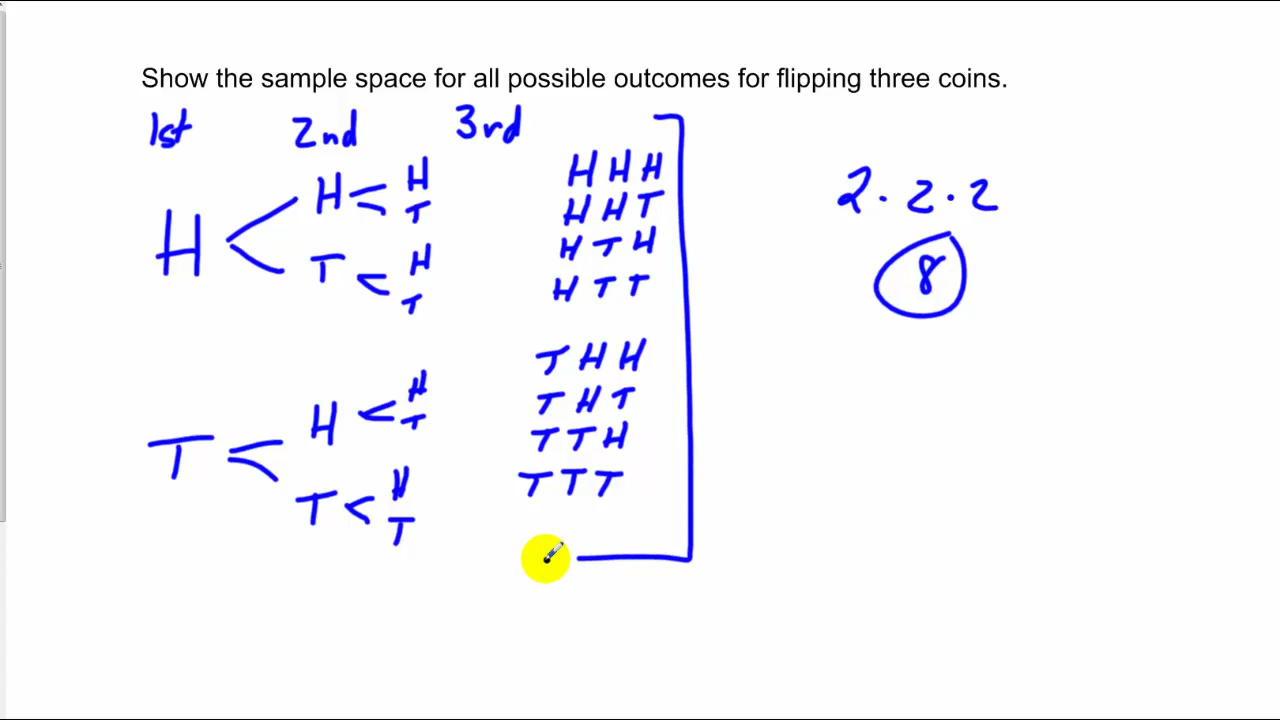 Show the sample space for all possible outcomes for flipping three coins.
1st 2nd 3rd
H H H
T
T H
T
T H H
T
T H
T
H H H
H H T
H T H
H T T
T H H
T H T
T T H
T T T
2 · 2 · 2
8